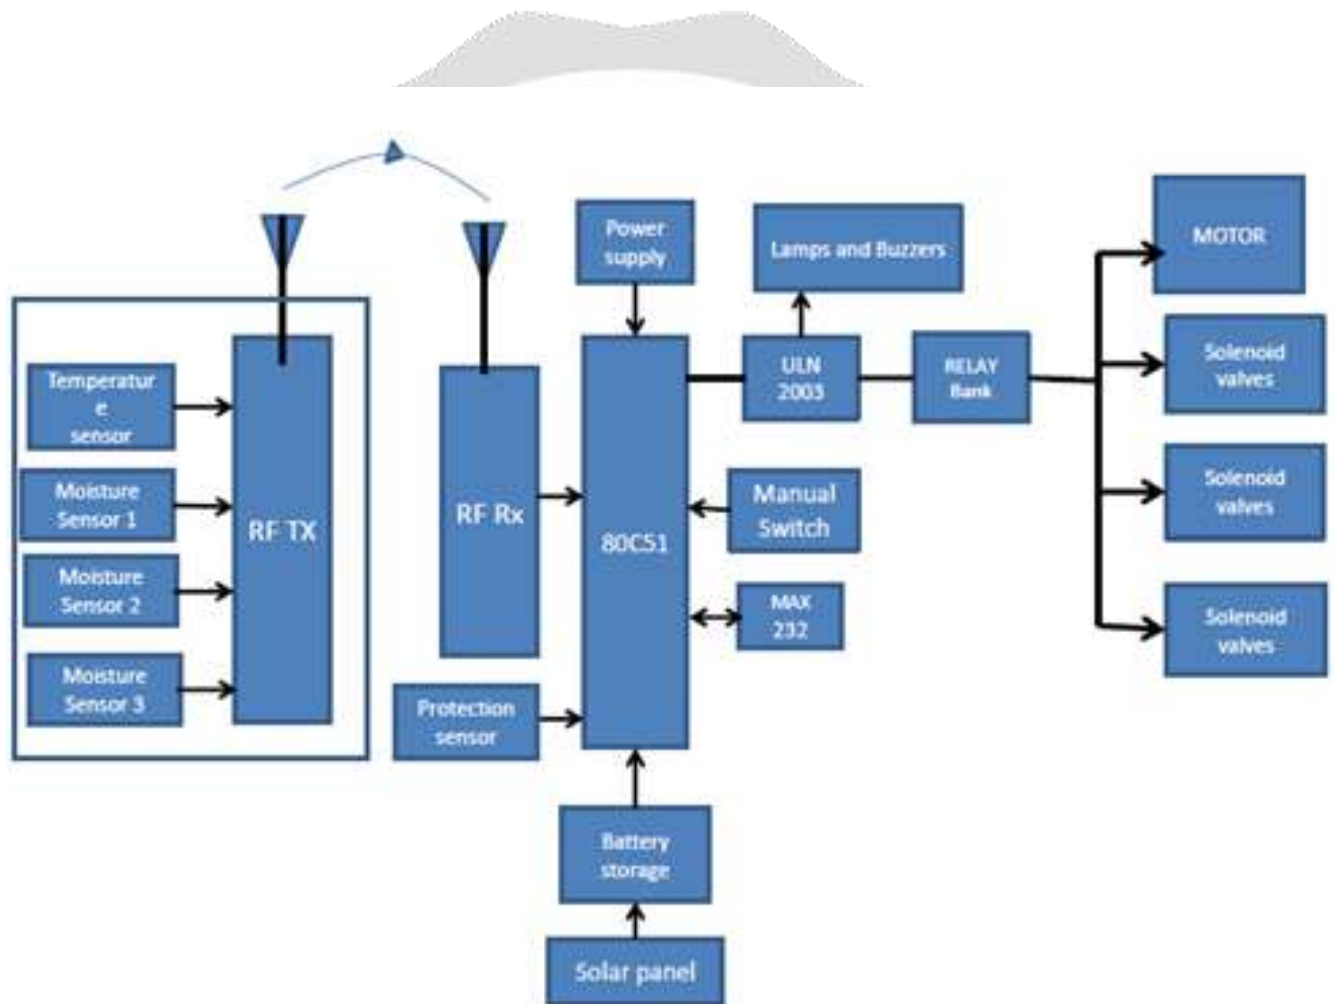 Power
supply
Lamps and Buzzers
MOTOR
Temperatur
e
sensor
Moisture
Sensor 1
Moisture
Sensor 2
Moisture
Sensor 3
RF TX
RF Rx
Protection
sensor
80C51
ULN
2003
RELAY
Bank
Manual
Switch
MAX
232
Solenoid
valves
Solenoid
valves
Solenoid
valves
Battery
storage
Solar panel